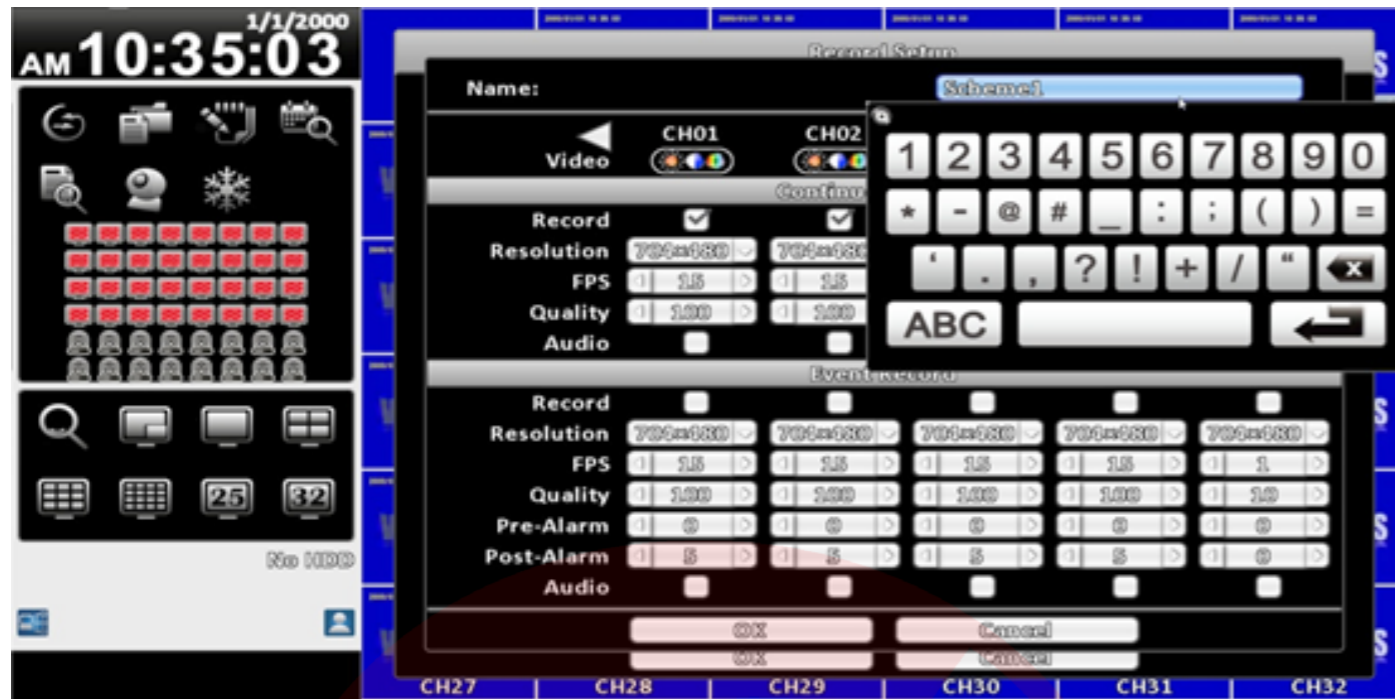 1/1/2000
AM 10:35:03
Record Setup
Name: Scheme1
CH01 CH02
Video
Record
Resolution 704x480
FPS 15 15
Quality 100 100
Audio
1 2 3 4 5 6 7 8 9 0
* - @ # _ : ; ( ) =
‘ . , ? ! + / “ x
ABC
Event Record
Record
Resolution 704x480 704x480 704x480 704x480 704x480
FPS 15 15 15 15 1
Quality 100 100 100 100 10
Pre-Alarm 0 0 0 0 0
Post-Alarm 5 5 5 5 0
Audio
OK Cancel
OK Cancel
25 32
No HDD
CH27 CH28 CH29 CH30 CH31 CH32